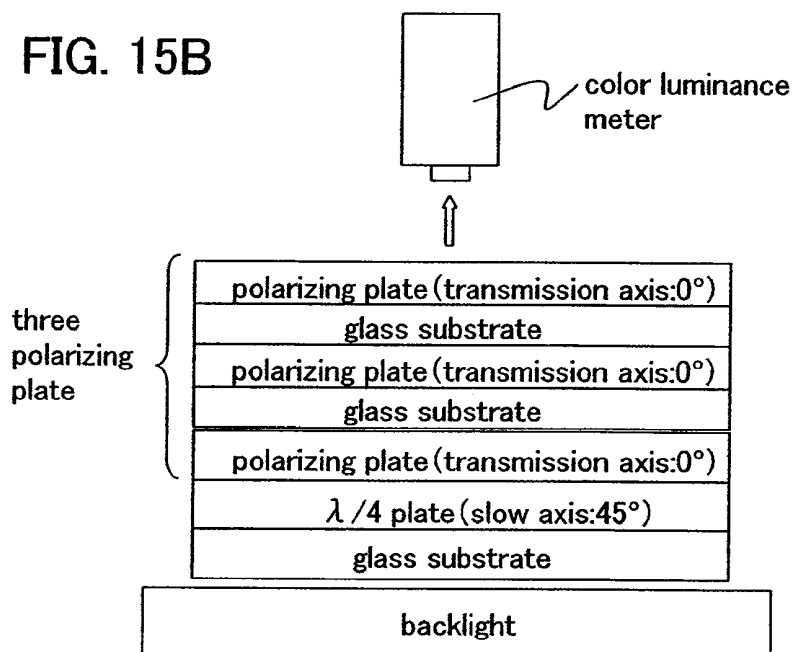 FIG. 15B
color luminance
meter
three
polarizing
plate
polarizing plate(transmission axis:0°)
glass substrate
polarizing plate(transmission axis:0°)
glass substrate
polarizing plate(transmission axis:0°)
λ/4 plate(slow axis:45°)
glass substrate
backlight